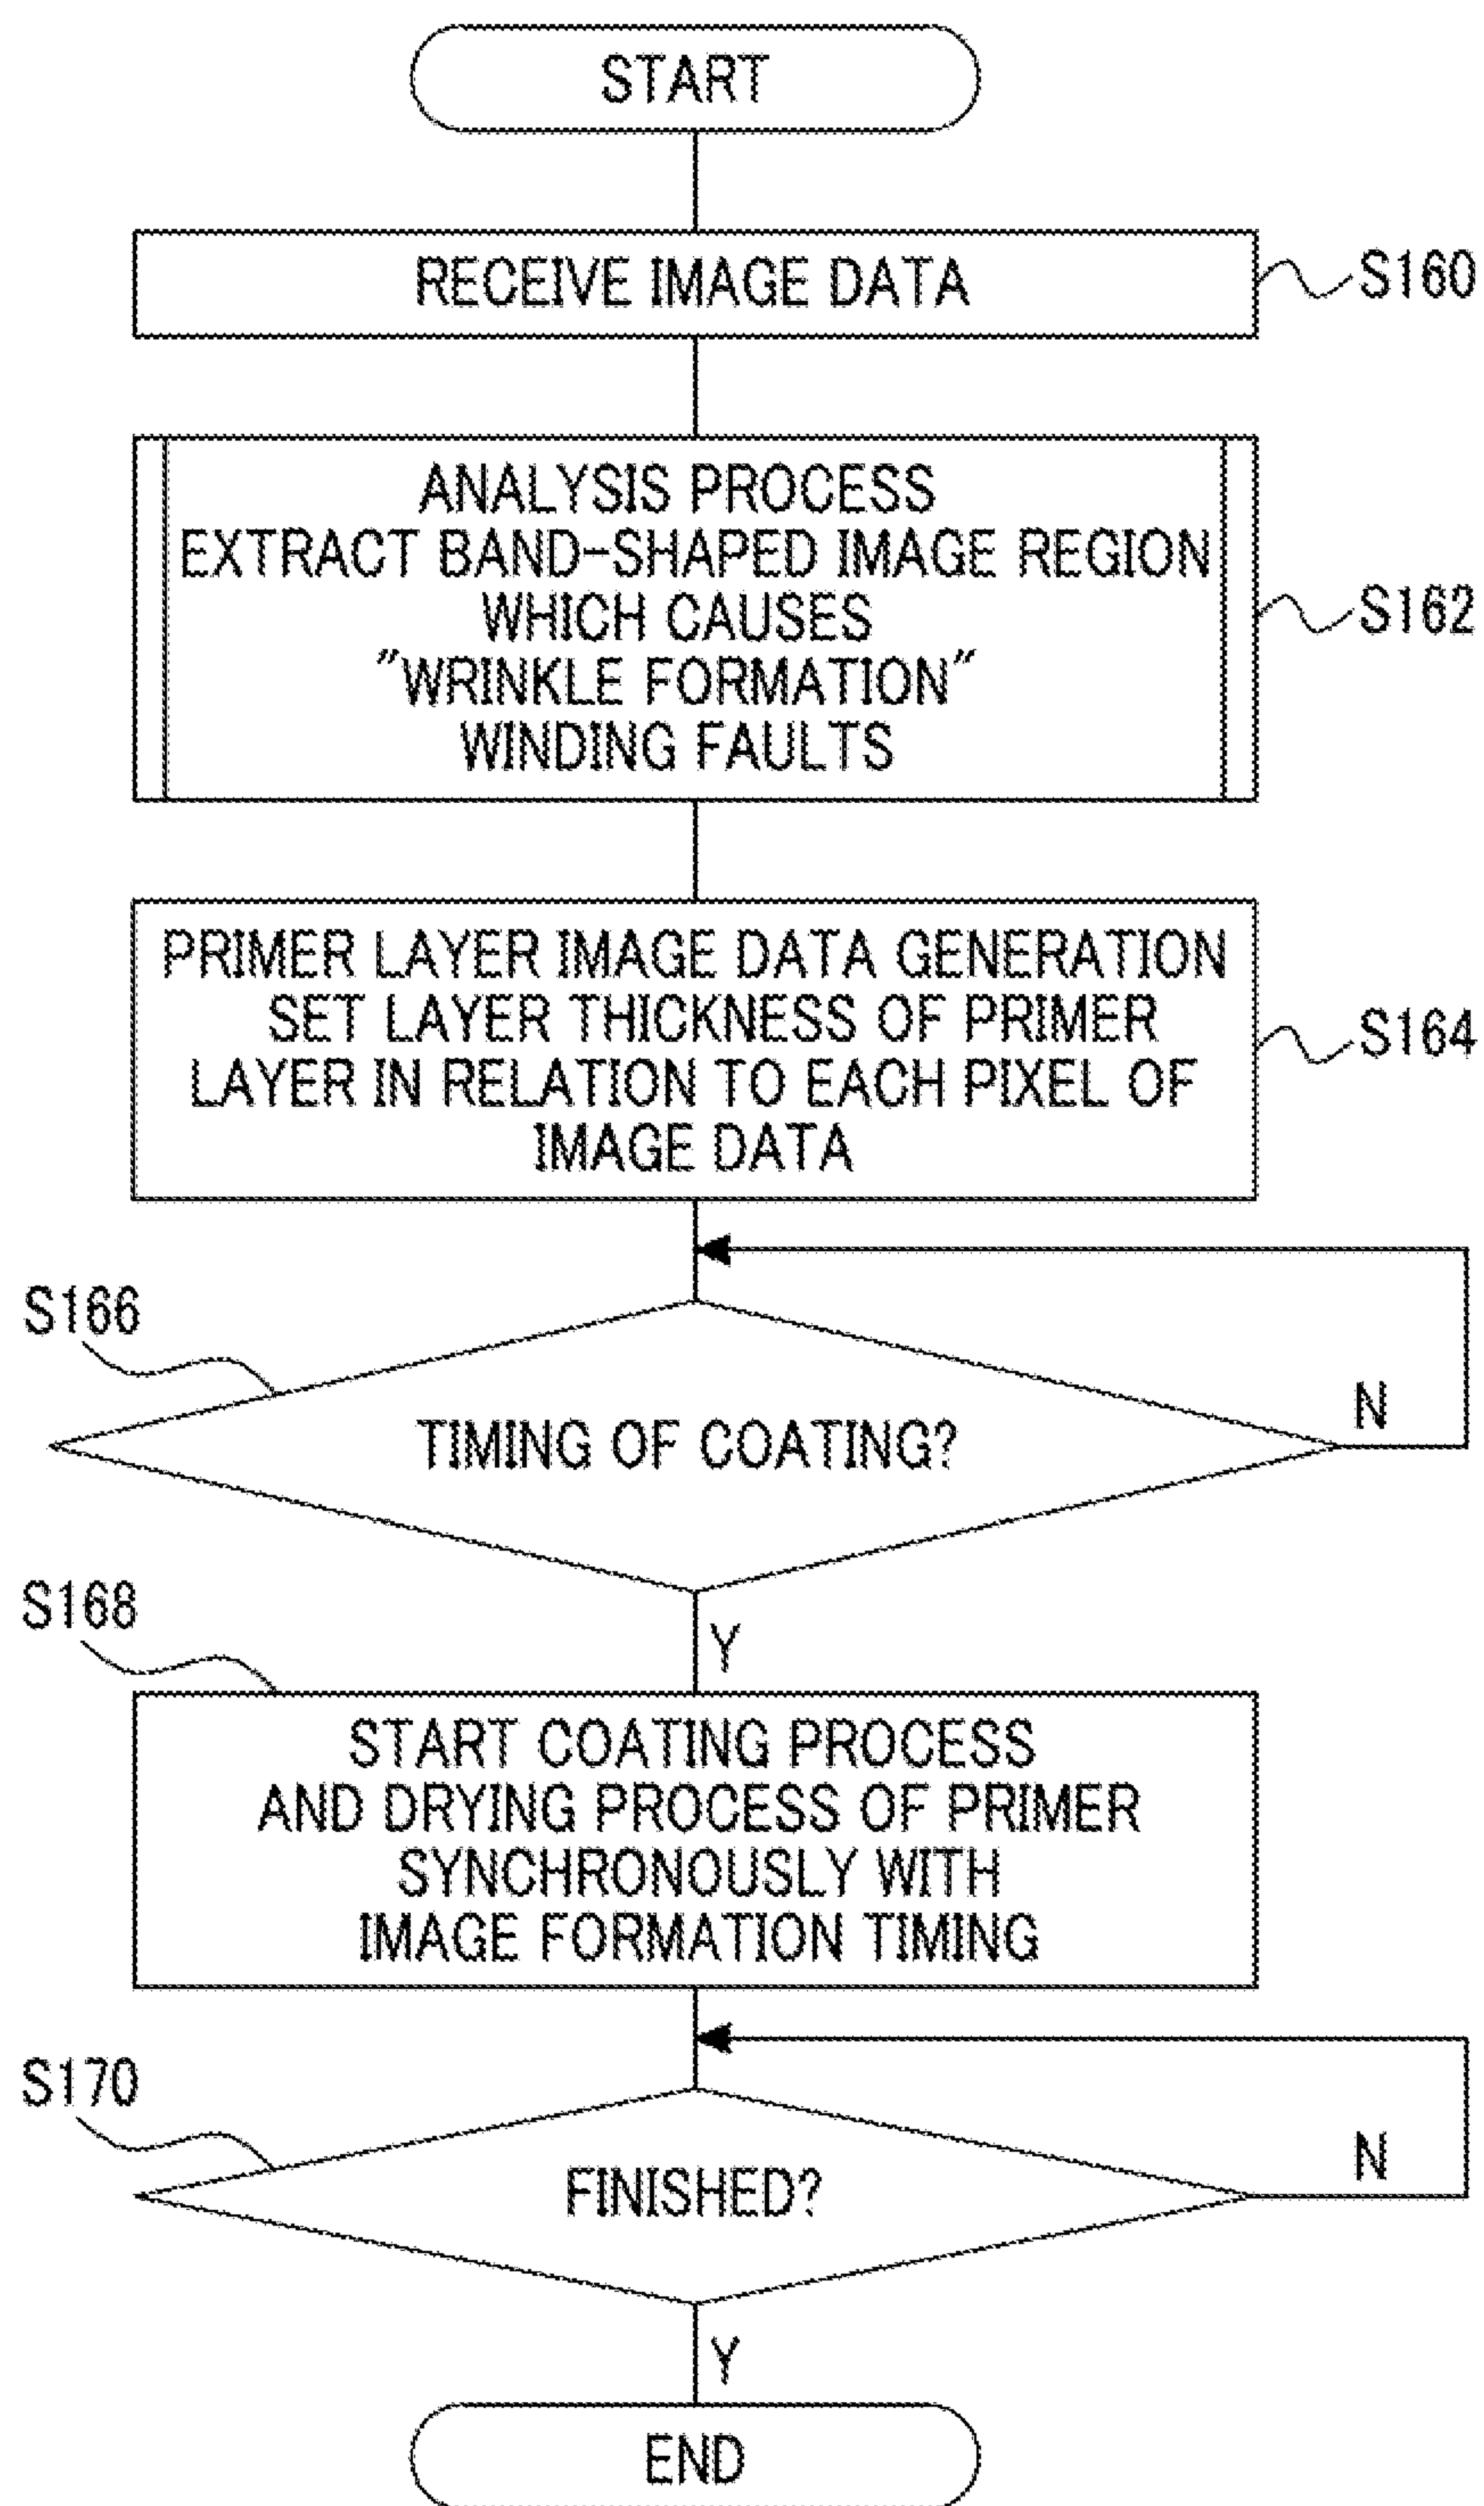 START
RECEIVE IMAGE DATA
S160
ANALYSIS PROCESS
EXTRACT BAND-SHAPED IMAGE REGION
WHICH CAUSES
"WRINKLE FORMATION"
WINDING FAULTS
S162
PRIMER LAYER IMAGE DATA GENERATION
SET LAYER THICKNESS OF PRIMER
LAYER IN RELATION TO EACH PIXEL OF
IMAGE DATA
S164
S166
TIMING OF COATING?
N
Y
S168
START COATING PROCESS
AND DRYING PROCESS OF PRIMER
SYNCHRONOUSLY WITH
IMAGE FORMATION TIMING
S170
FINISHED?
N
Y
END